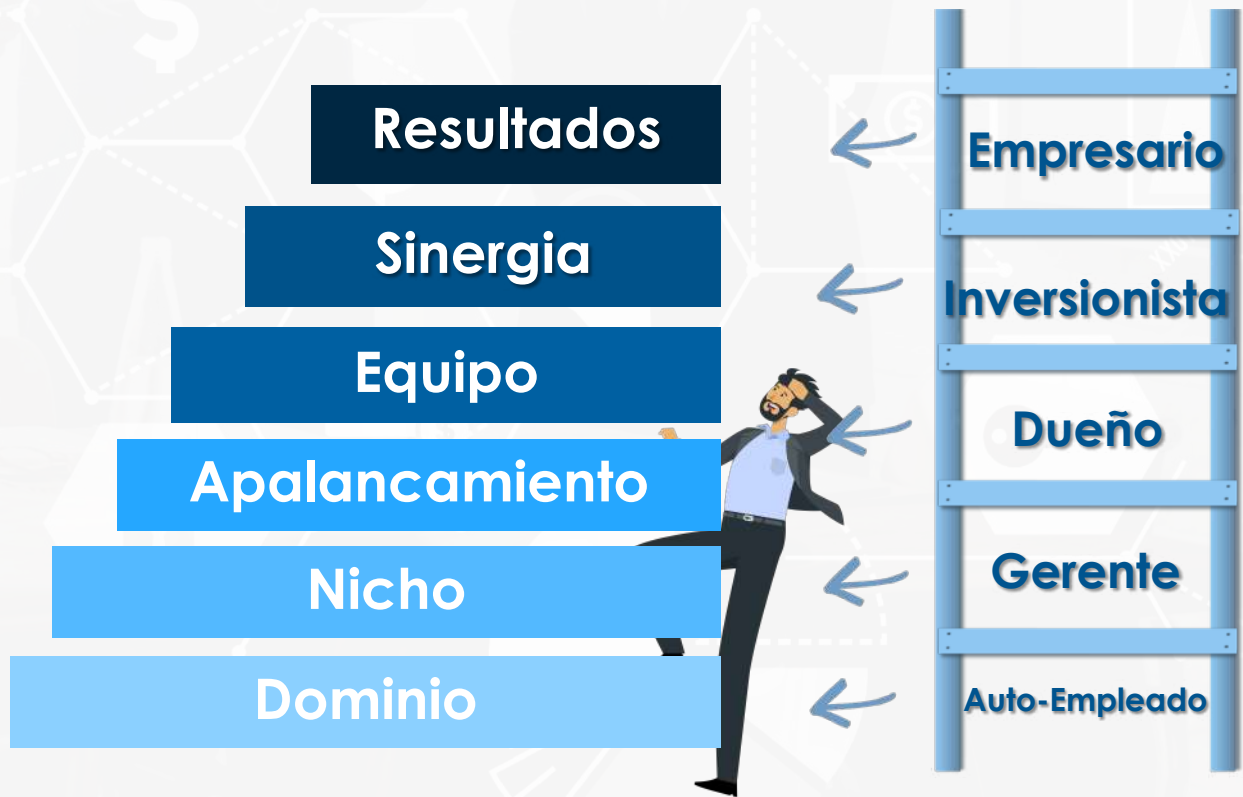 Resultados
Sinergia
Equipo
Apalancamiento
Nicho
Dominio
Empresario
Inversionista
Dueño
Gerente
Auto-Empleado